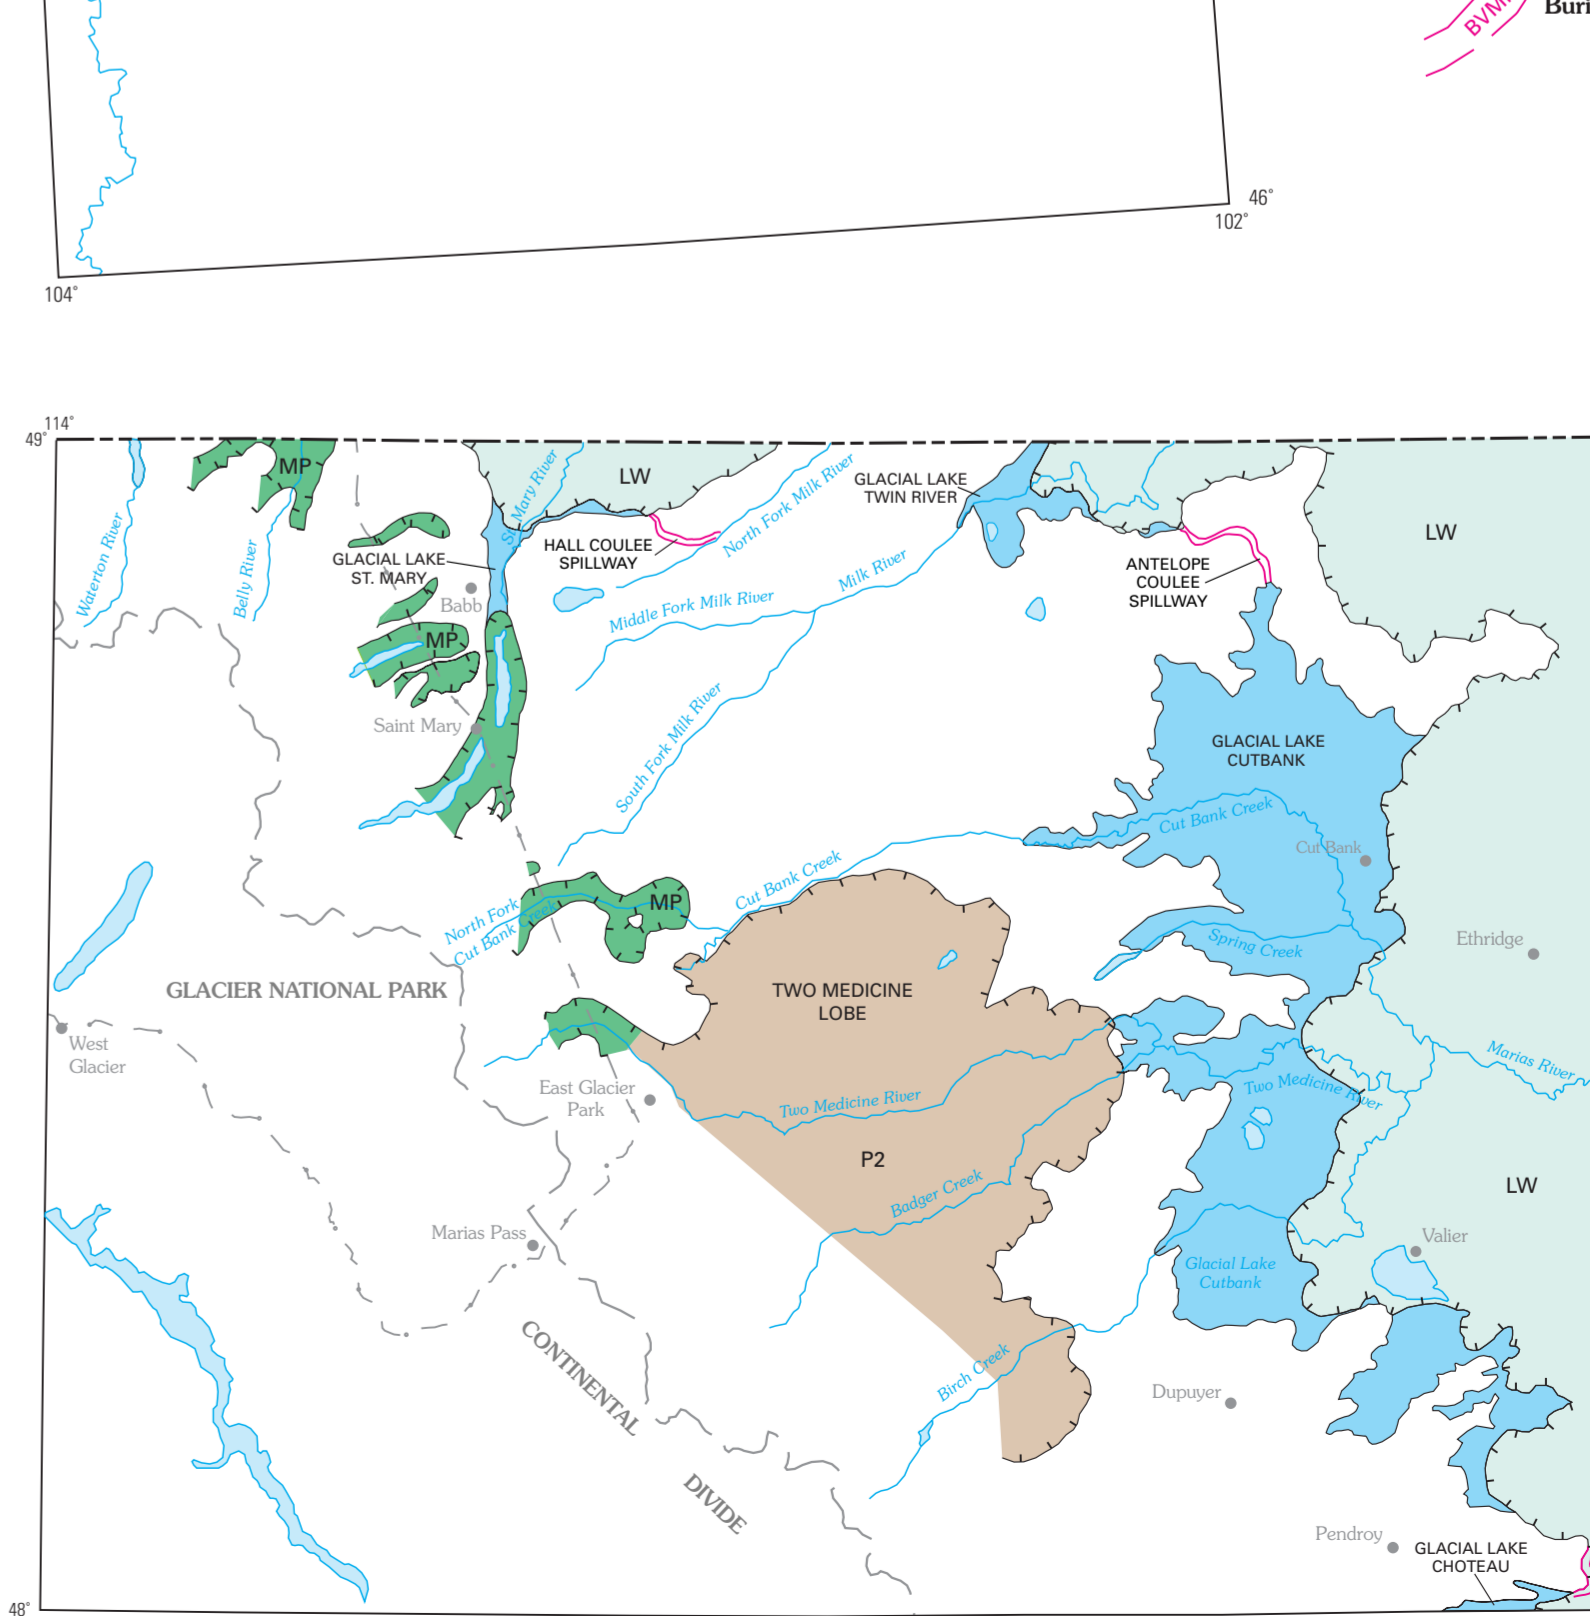 BVM
Buri
46°
102°
104°
114°
49°
MP
LW
St. Mary River
North Fork Milk River
GLACIAL LAKE
TWIN RIVER
LW
Waterton River
Belly River
GLACIAL LAKE
ST. MARY
HALL COULEE
SPILLWAY
Milk River
ANTELOPE
COULEE
SPILLWAY
Babb
Middle Fork Milk River
MP
Saint Mary
South Fork Milk River
GLACIAL LAKE
CUTBANK
Cut Bank Creek
Cut Bank
Cut Bank Creek
MP
North Fork
Cut Bank Creek
Spring Creek
Ethridge
GLACIER NATIONAL PARK
TWO MEDICINE
LOBE
West
Glacier
Marias River
East Glacier
Park
Two Medicine River
Two Medicine River
P2
Badger Creek
LW
Marias Pass
Valier
Glacial Lake
Cutbank
CONTINENTAL
Birch Creek
Dupuyer
DIVIDE
Pendroy
GLACIAL LAKE
CHOTEAU
48°